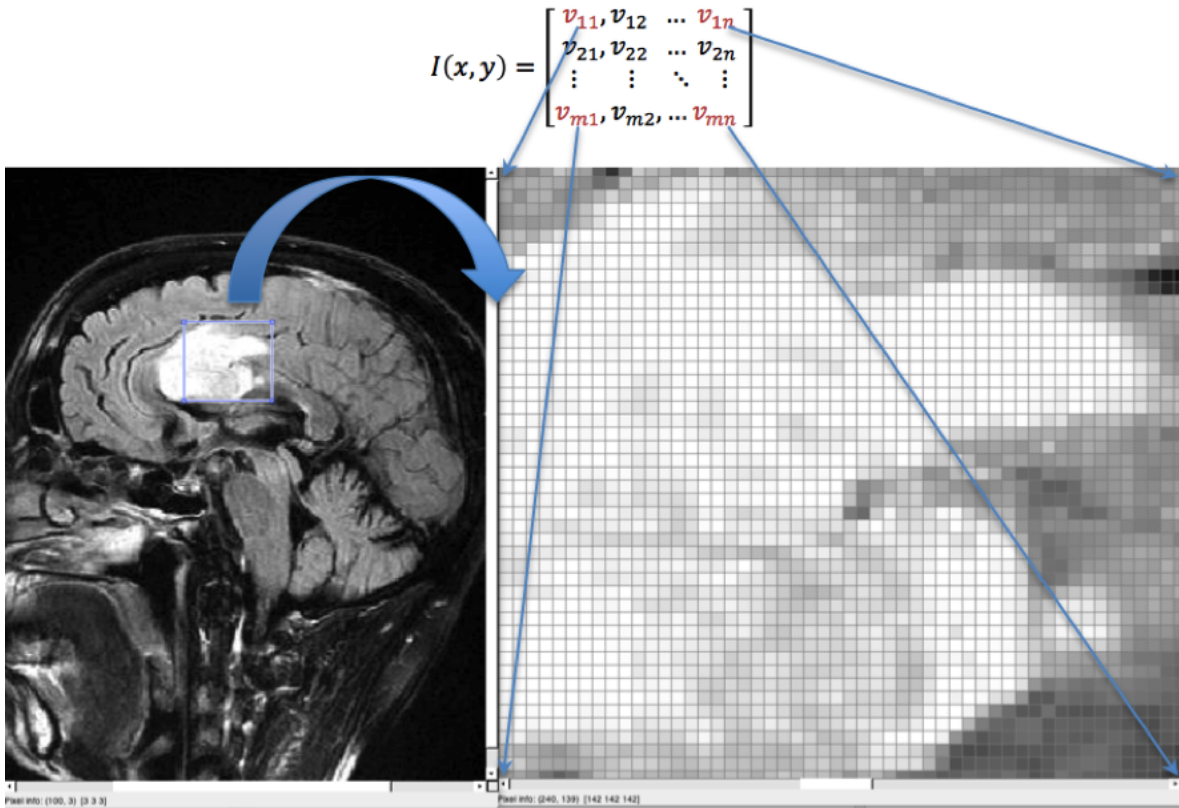 v₁₁, v₁₂ ... v₁ₙ
v₂₁, v₂₂ ... v₂ₙ
I(x, y) =
⋮ ⋮ ⋱ ⋮
vₘ₁, vₘ₂, ... vₘₙ
Pixel info: (100, 3) [3 3 3]
Pixel info: (240, 139) [142 142 142]